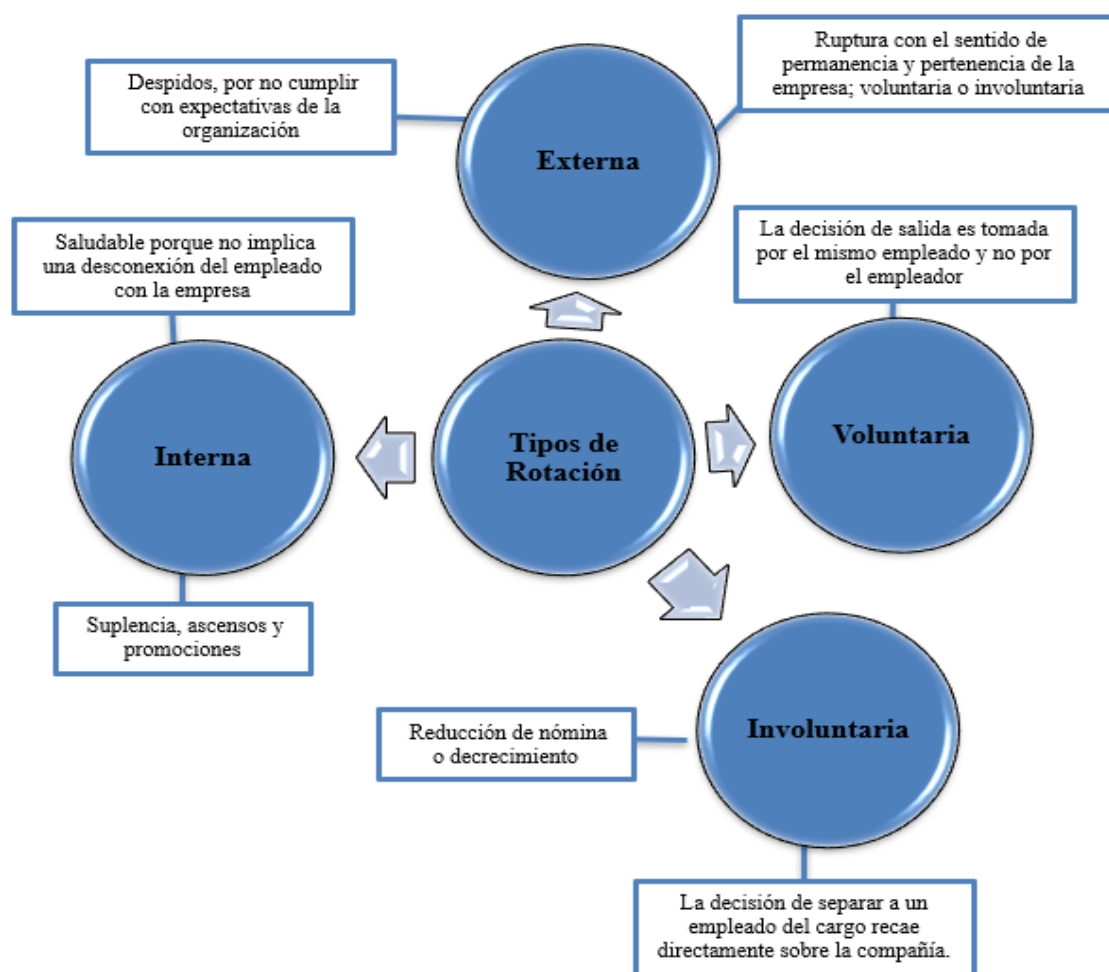 Despidos, por no cumplir
con expectativas de la
organización
Ruptura con el sentido de
permanencia y pertenencia de la
empresa; voluntaria o involuntaria
Externa
Saludable porque no implica
una desconexión del empleado
con la empresa
La decisión de salida es tomada
por el mismo empleado y no por
el empleador
Interna
Tipos de
Rotación
Voluntaria
Suplencia, ascensos y
promociones
Reducción de nómina
o decrecimiento
Involuntaria
La decisión de separar a un
empleado del cargo recae
directamente sobre la compañía.